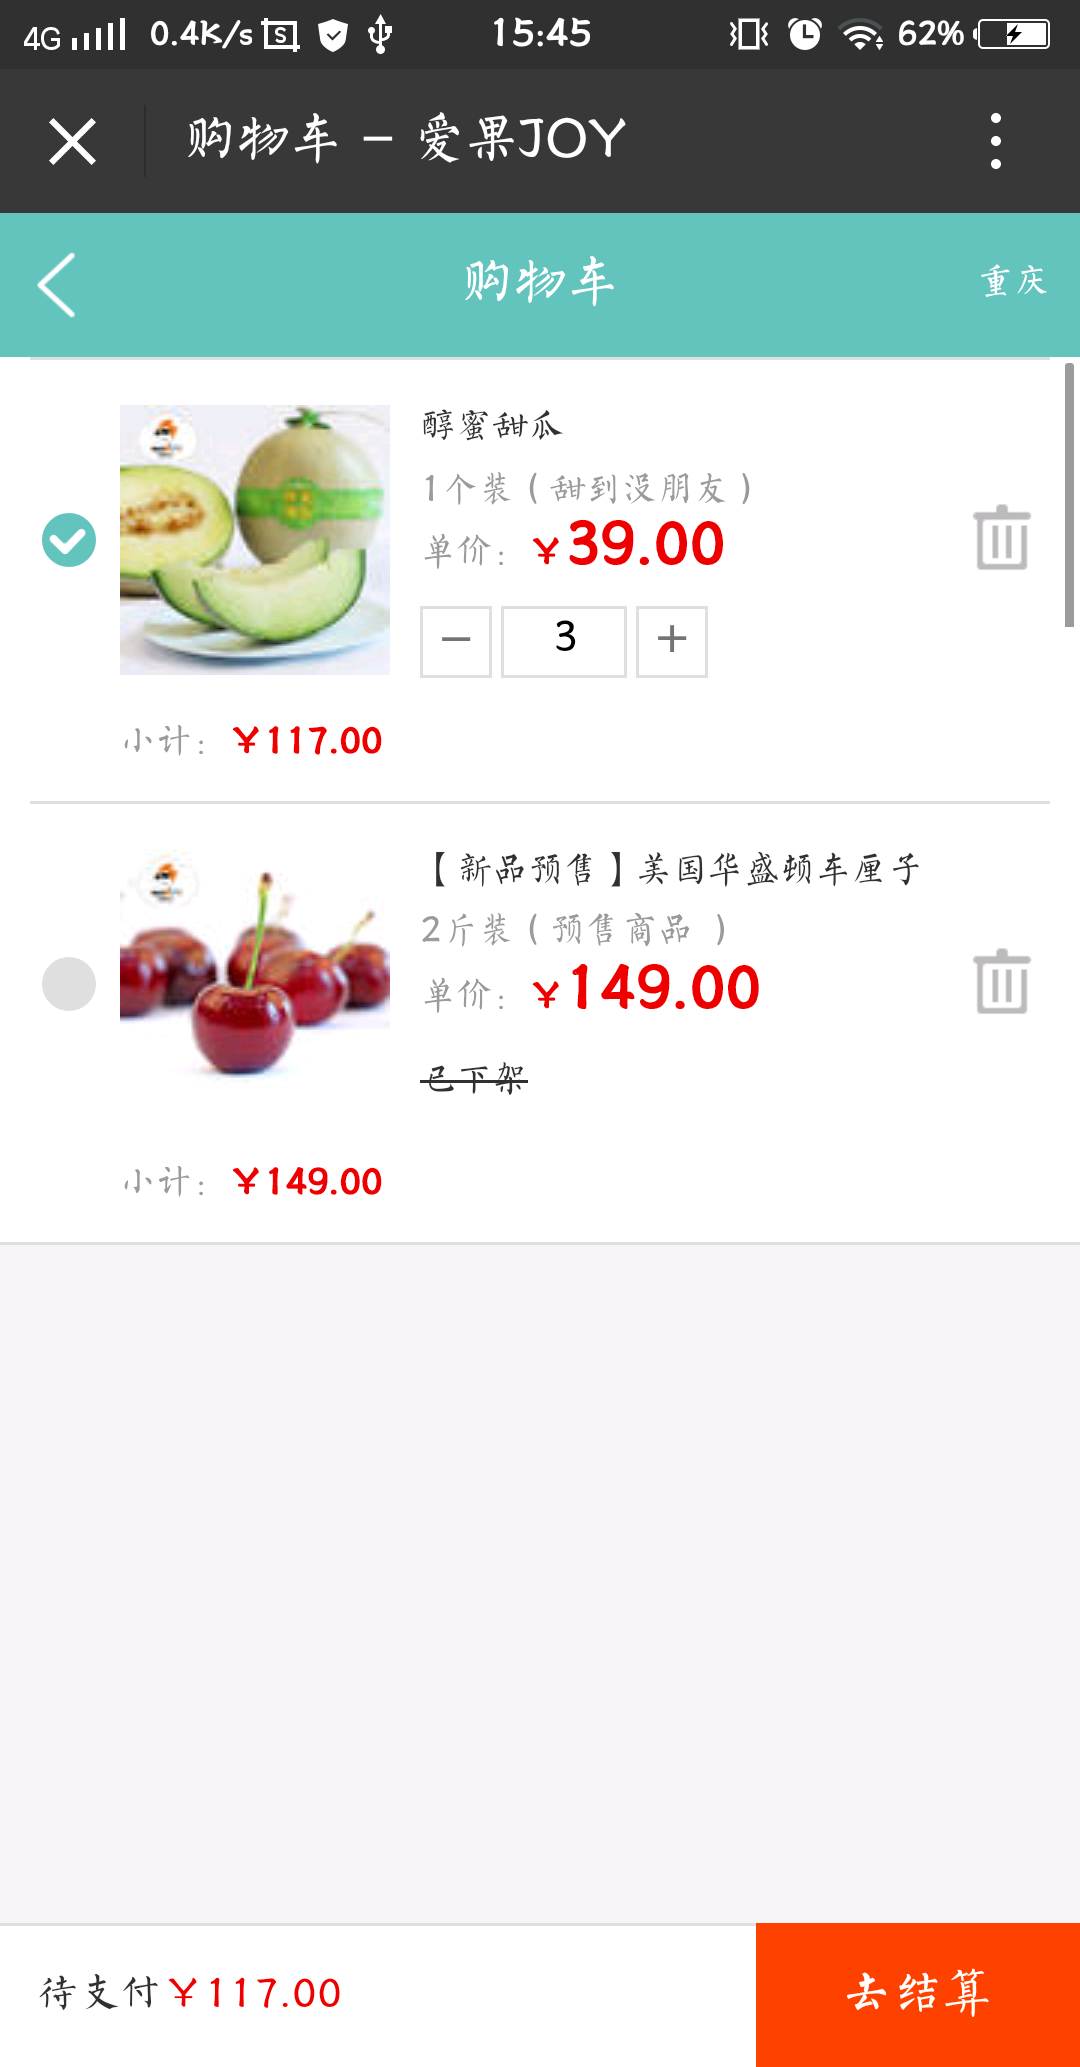 4G 0.4K/s 15:45 62%
购物车 - 爱果JOY
购物车 重庆
醇蜜甜瓜
1个装（甜到没朋友）
单价：￥39.00
3
小计：￥117.00
【新品预售】美国华盛顿车厘子
2斤装（预售商品 ）
单价：￥149.00
已下架
小计：￥149.00
待支付￥117.00
去结算